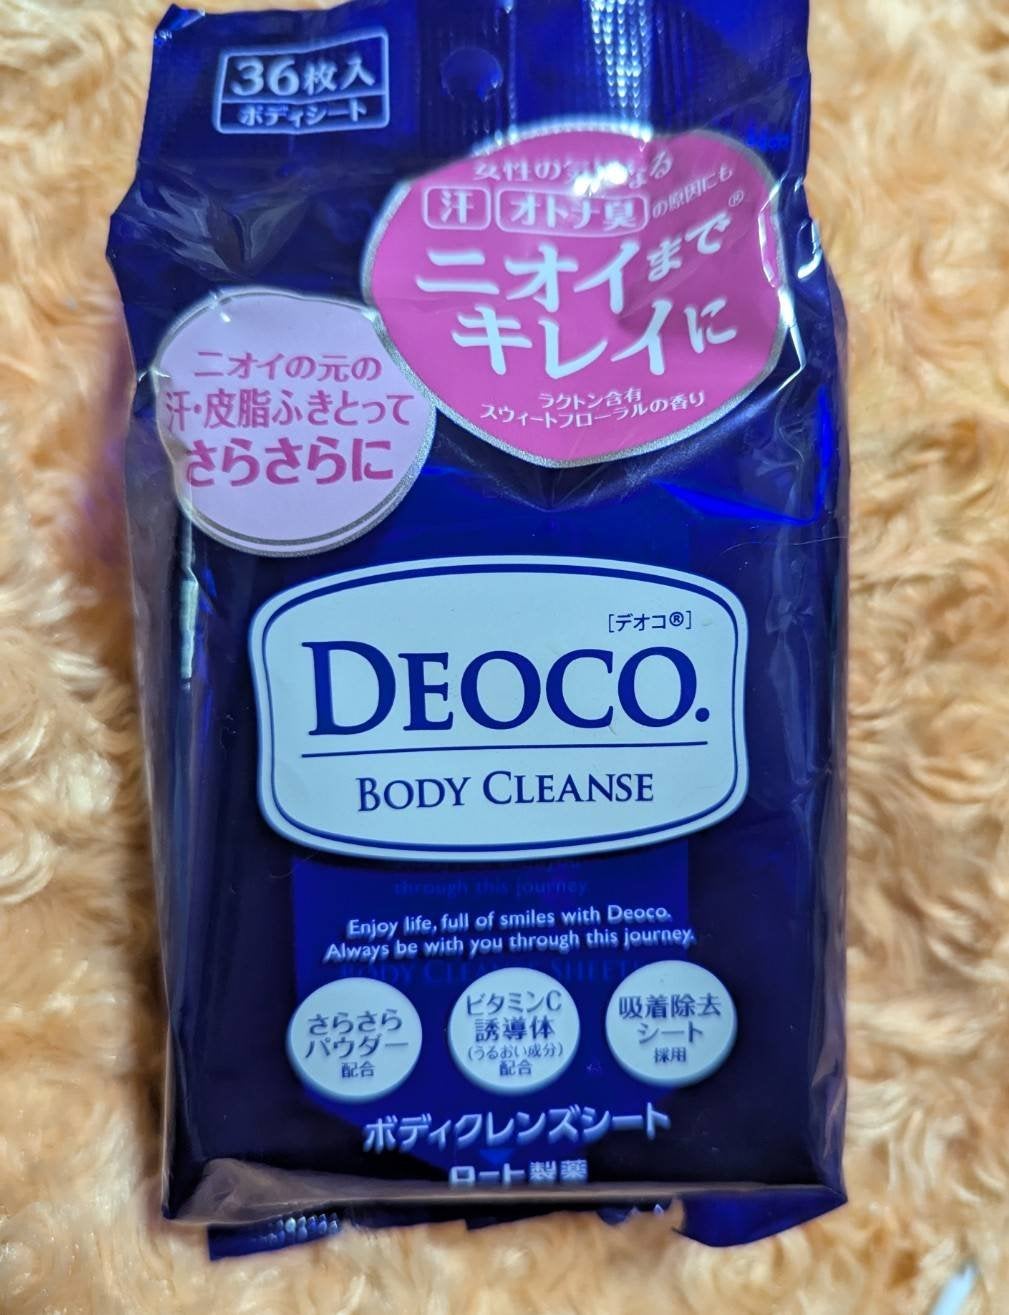 36枚入
ボディシート
女性の気になる
汗 オトナ臭 の原因にも
ニオイまで®
キレイに
ラクトン含有
スウィートフローラルの香り
ニオイの元の
汗・皮脂ふきとって
さらさらに
[デオコ®]
DEOCO.
BODY CLEANSE
through this journey
Enjoy life, full of smiles with Deoco.
Always be with you through this journey.
BODY CLEANSE SHEET
さらさら
パウダー
配合
ビタミンC
誘導体
(うるおい成分)
配合
吸着除去
シート
採用
ボディクレンズシート
ロート製薬